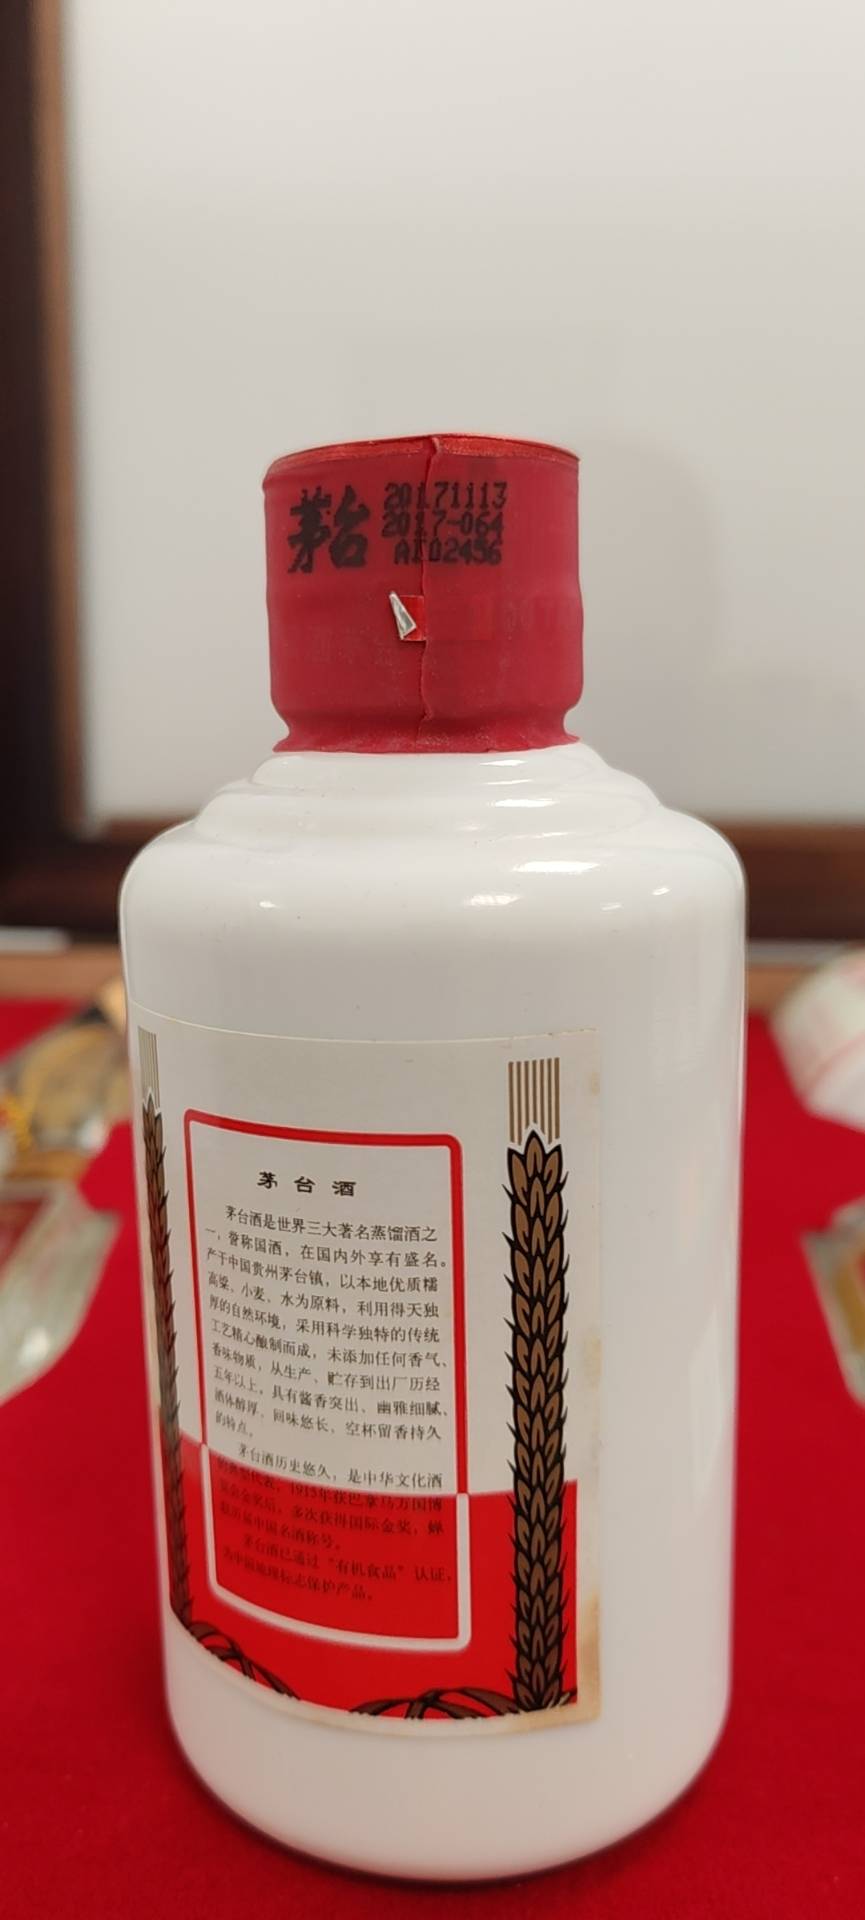 茅台
20171113
2017-064
A102456
茅台酒
茅台酒是世界三大著名蒸馏酒之
一，誉称国酒，在国内外享有盛名。
产于中国贵州茅台镇，以本地优质糯
高粱、小麦、水为原料，利用得天独
厚的自然环境，采用科学独特的传统
工艺精心酿制而成，未添加任何香气、
香味物质，从生产、贮存到出厂历经
五年以上，具有酱香突出、幽雅细腻、
酒体醇厚、回味悠长、空杯留香持久
的特点。
茅台酒历史悠久，是中华文化酒
的典型代表，1915年获巴拿马万国博
览会金奖后，多次获得国际金奖，蝉
联历届中国名酒称号。
茅台酒已通过“有机食品”认证，
为中国地理标志保护产品。